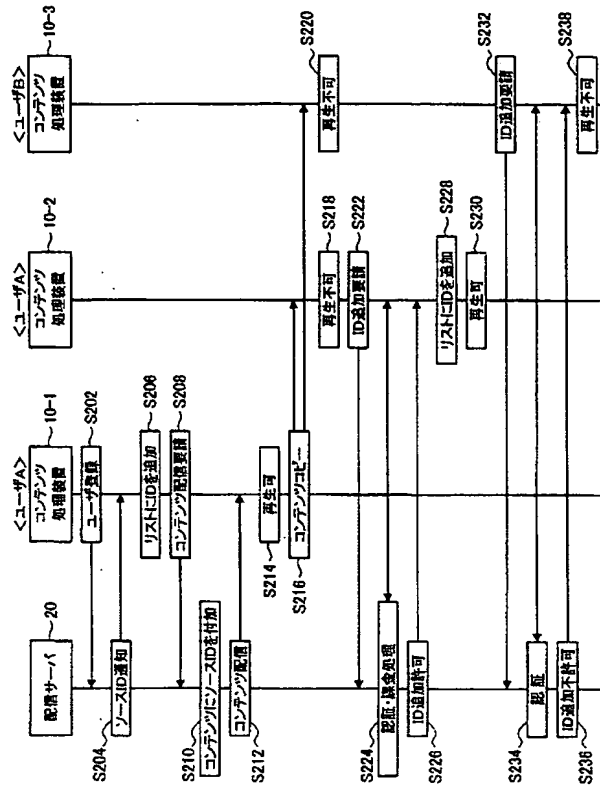 配信サーバ
20
<ユーザA>
コンテンツ
処理装置
10-1
<ユーザA>
コンテンツ
処理装置
10-2
<ユーザB>
コンテンツ
処理装置
10-3
ユーザ登録
S202
ソースID通知
S204
リストにIDを追加
S206
コンテンツ配信要請
S208
コンテンツにソースIDを付加
S210
コンテンツ配信
S212
再生可
S214
コンテンツコピー
S216
再生不可
S218
再生不可
S220
ID追加要請
S222
認証・課金処理
S224
ID追加許可
S226
リストにIDを追加
S228
再生可
S230
ID追加要請
S232
認証
S234
ID追加不許可
S236
再生不可
S238